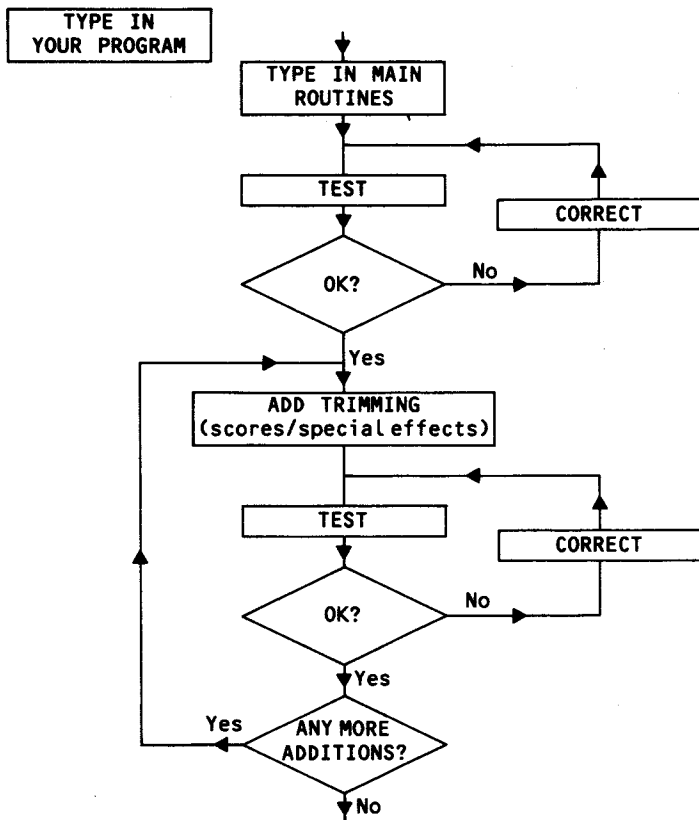 TYPE IN
YOUR PROGRAM
TYPE IN MAIN
ROUTINES
TEST
CORRECT
OK?
No
Yes
ADD TRIMMING
(scores/special effects)
TEST
CORRECT
OK?
No
Yes
Yes
ANY MORE
ADDITIONS?
No